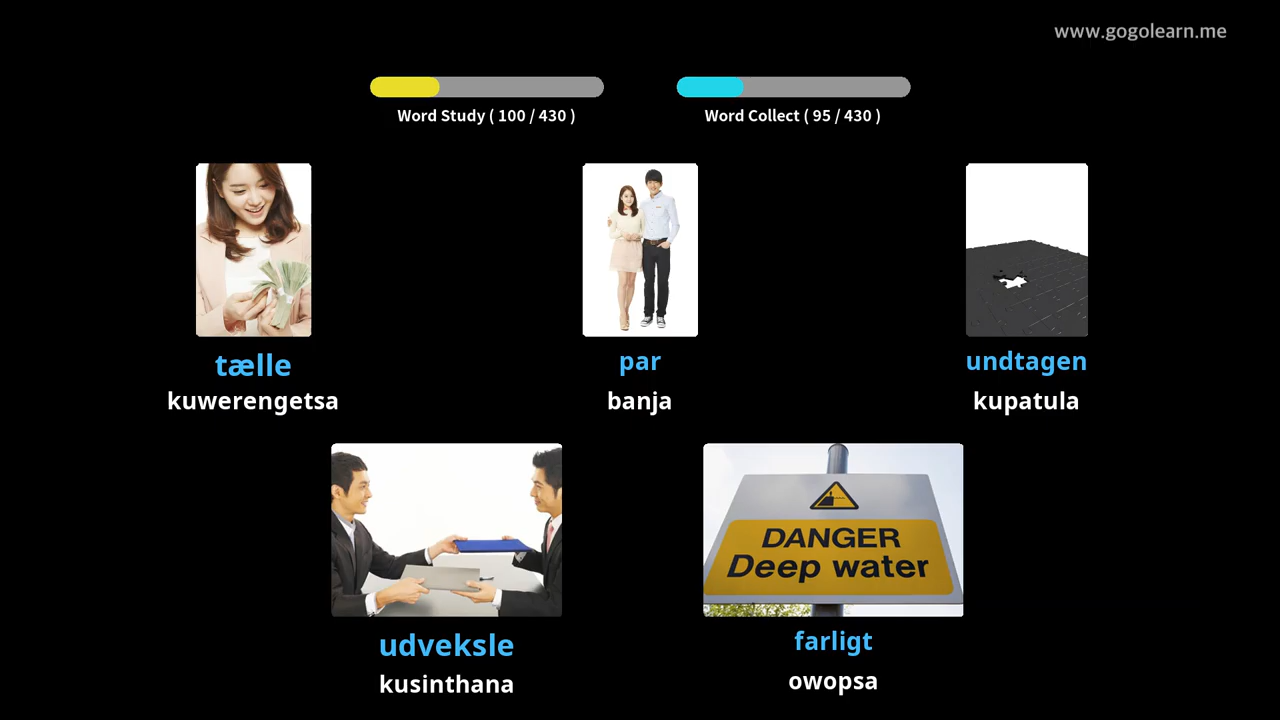 www.gogolearn.me
Word Study ( 100 / 430 )
Word Collect ( 95 / 430 )
tælle
kuwerengetsa
par
banja
undtagen
kupatula
DANGER
Deep water
udveksle
kusinthana
farligt
owopsa